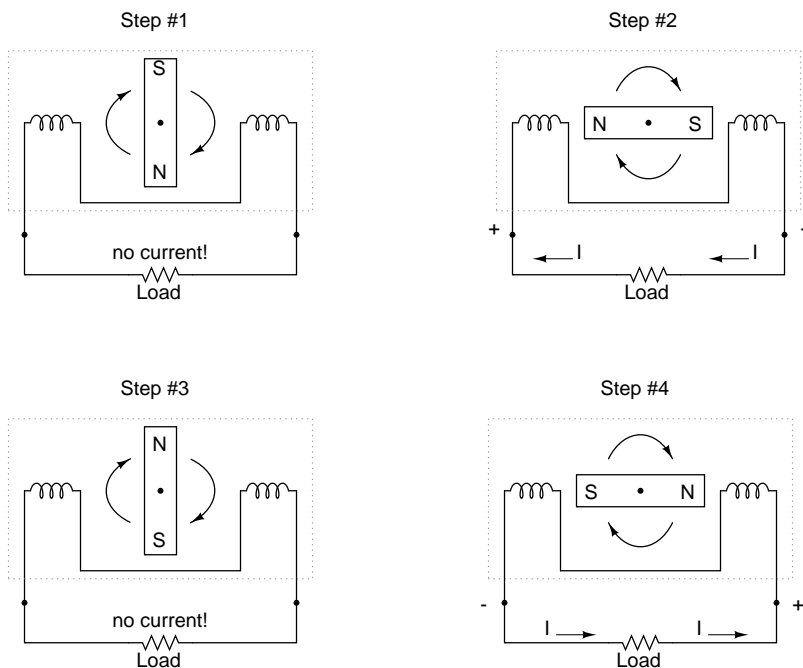 Step #1
S
N
no current!
Load
Step #2
N S
+ -
I I
Load
Step #3
N
S
no current!
Load
Step #4
S N
- +
I I
Load